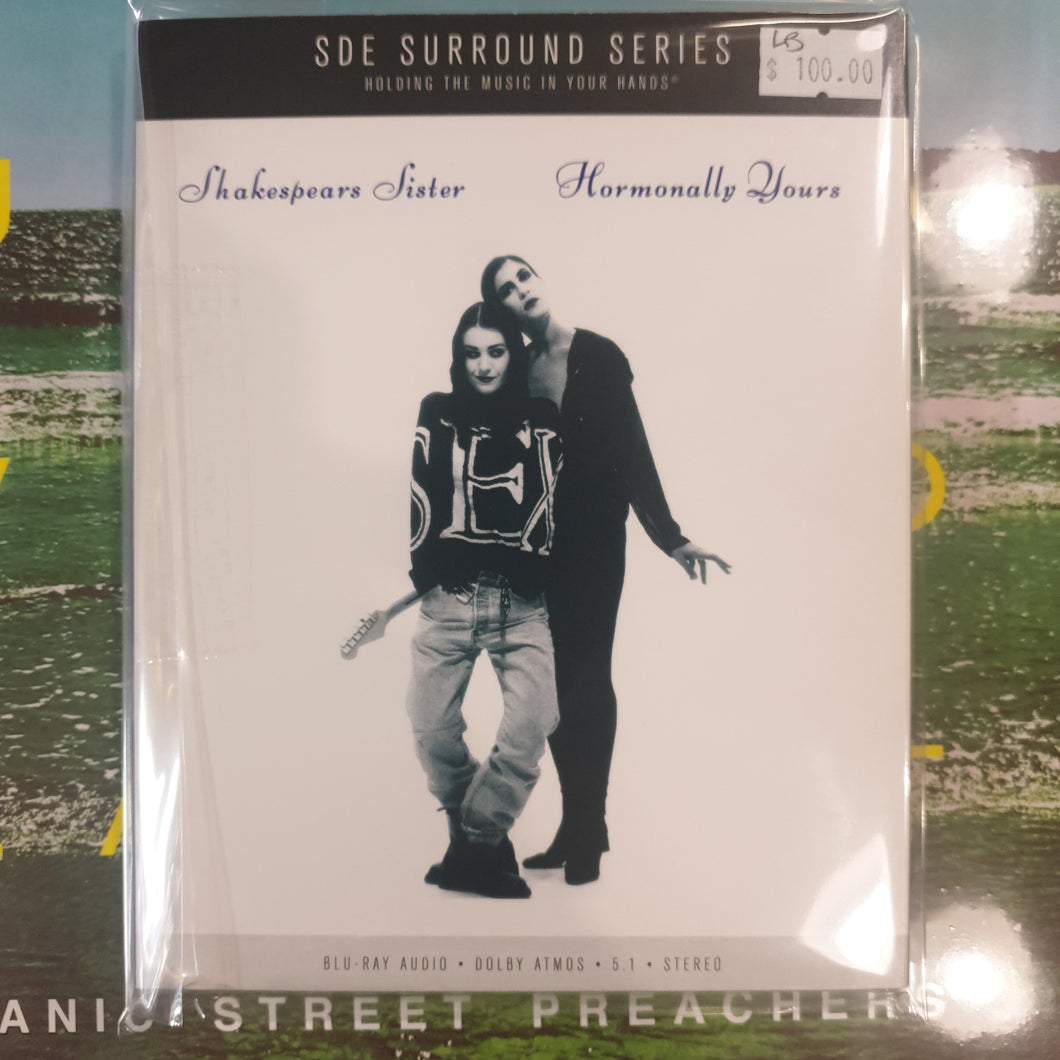 SDE SURROUND SERIES
HOLDING THE MUSIC IN YOUR HANDS®
LB
$ 100.00
Shakespears Sister
Hormonally Yours
SEX
BLU-RAY AUDIO • DOLBY ATMOS • 5.1 • STEREO
ANIC STREET PREACHERS